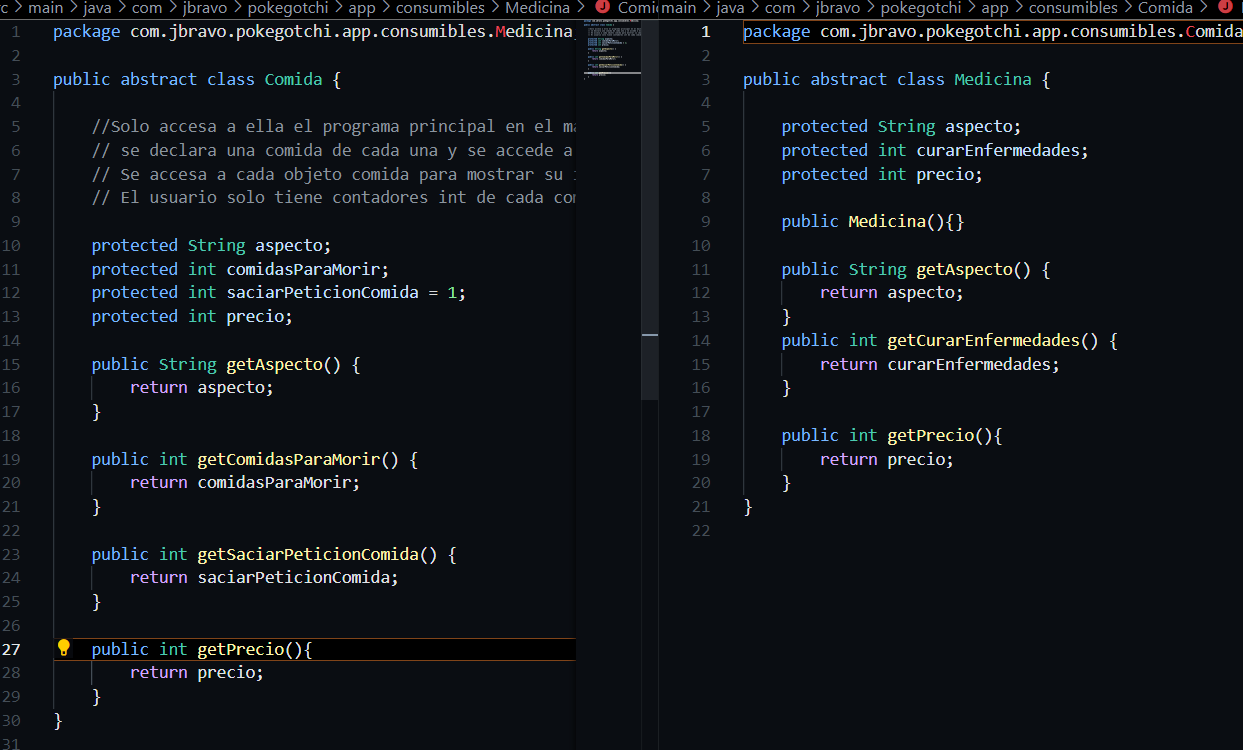 main > java > com > jbravo > pokegotchi > app > consumibles > Medicina >
1 package com.jbravo.pokegotchi.app.consumibles.Medicina
2
3 public abstract class Comida {
4
5 //Solo accesa a ella el programa principal en el
6 // se declara una comida de cada una y se accede a
7 // Se accesa a cada objeto comida para mostrar su
8 // El usuario solo tiene contadores int de cada
9
10 protected String aspecto;
11 protected int comidasParaMorir;
12 protected int saciarPeticionComida = 1;
13 protected int precio;
14
15 public String getAspecto() {
16 return aspecto;
17 }
18
19 public int getComidasParaMorir() {
20 return comidasParaMorir;
21 }
22
23 public int getSaciarPeticionComida() {
24 return saciarPeticionComida;
25 }
26
27 public int getPrecio(){
28 return precio;
29 }
30 }
31
main > java > com > jbravo > pokegotchi > app > consumibles > Comida >
1 package com.jbravo.pokegotchi.app.consumibles.Comida
2
3 public abstract class Medicina {
4
5 protected String aspecto;
6 protected int curarEnfermedades;
7 protected int precio;
8
9 public Medicina(){}
10
11 public String getAspecto() {
12 return aspecto;
13 }
14 public int getCurarEnfermedades() {
15 return curarEnfermedades;
16 }
17
18 public int getPrecio(){
19 return precio;
20 }
21 }
22